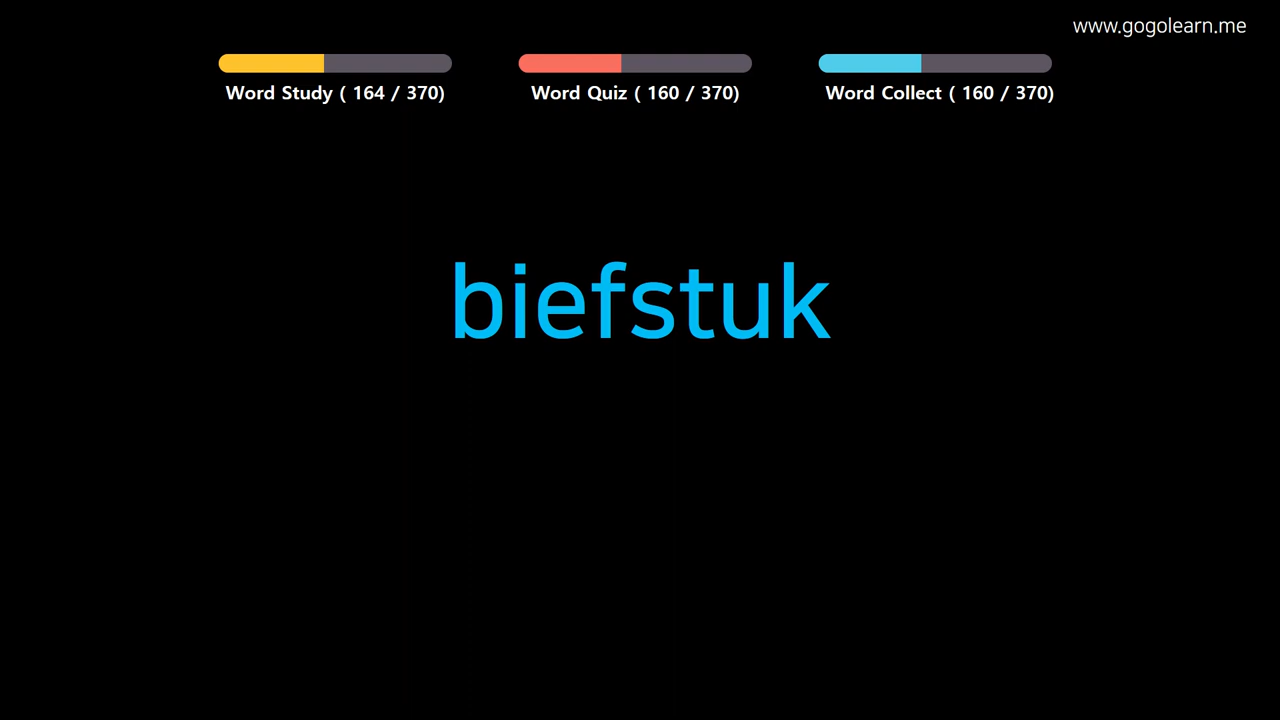 www.gogolearn.me
Word Study ( 164 / 370)
Word Quiz ( 160 / 370)
Word Collect ( 160 / 370)
biefstuk